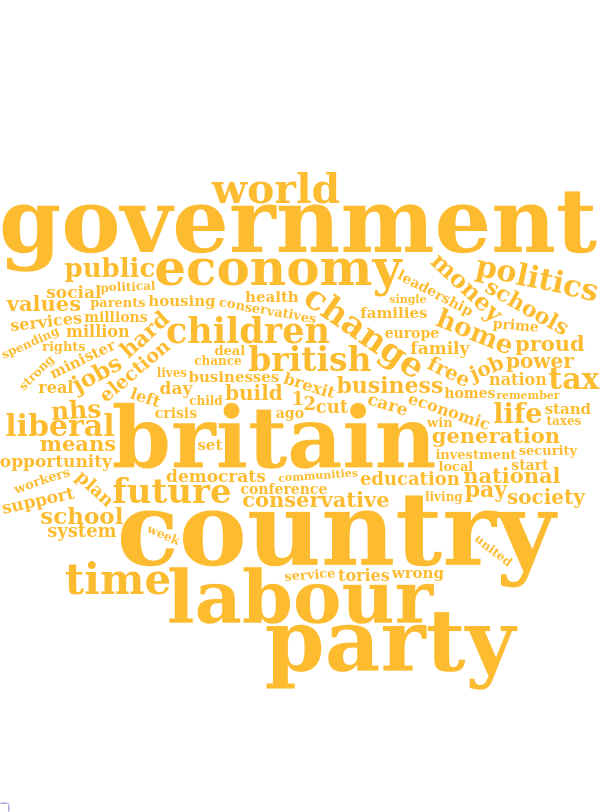 world
government
public economy politics
social political
values parents housing conservatives health single leadership money schools
services millions families
spending rights million hard children change europe home prime
strong minister jobs election deal british family free job proud
chance power
real lives businesses brexit business homes nation tax
day child build 12 cut care economic remember
nhs left crisis ago win life stand
liberal britain taxes
means set generation
opportunity investment security
workers plan democrats communities education local start
support future conference living pay national
conservative society
school country
system week united
time labour service tories wrong
party